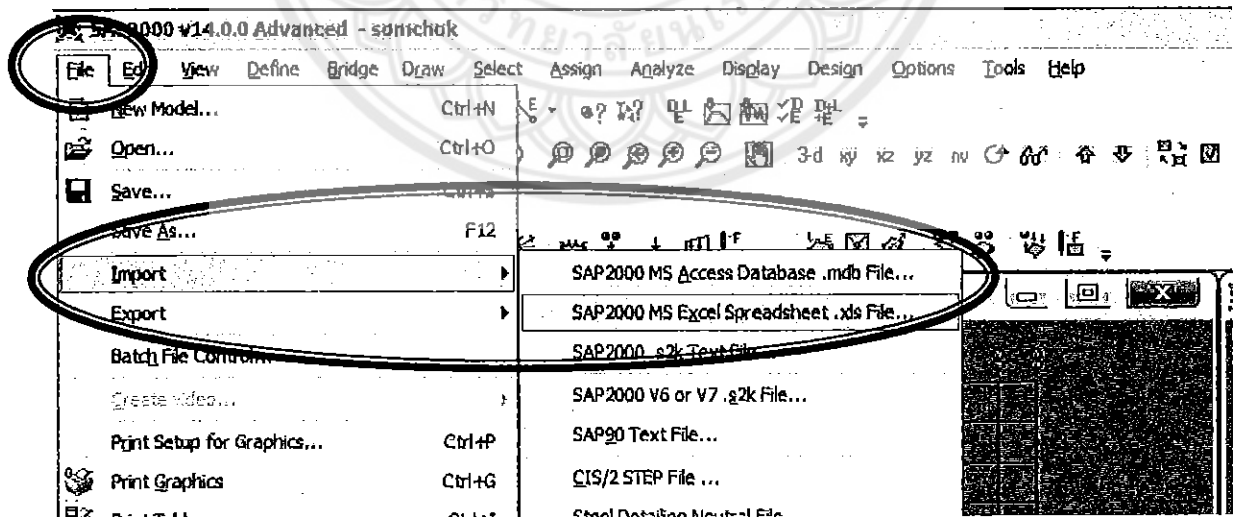 SAP2000 v14.0.0 Advanced - somchok
File Edit View Define Bridge Draw Select Assign Analyze Display Design Options Tools Help
New Model... Ctrl+N
Open... Ctrl+O
3-d xy xz yz nv
Save...
Save As... F12
Import
SAP2000 MS Access Database .mdb File...
Export
SAP2000 MS Excel Spreadsheet .xls File...
Batch File Control...
SAP2000 .s2k Text File...
Create Video...
SAP2000 V6 or V7 .s2k File...
Print Setup for Graphics... Ctrl+P
SAP90 Text File...
Print Graphics Ctrl+G
CIS/2 STEP File ...
Steel Detailing Neutral File